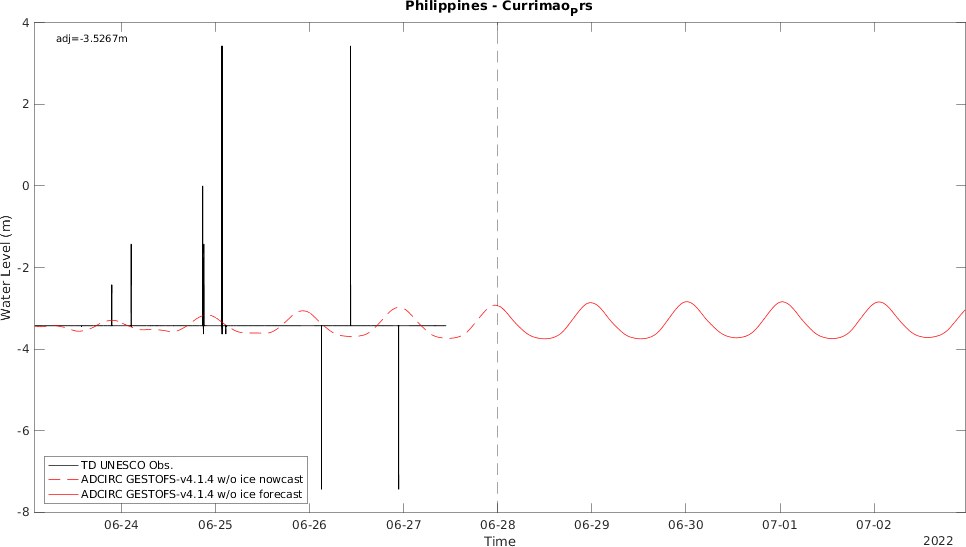 Philippines - Currimaoprs
adj=-3.5267m
4
2
0
-2
-4
-6
-8
Water Level (m)
TD UNESCO Obs.
ADCIRC GESTOFS-v4.1.4 w/o ice nowcast
ADCIRC GESTOFS-v4.1.4 w/o ice forecast
06-24 06-25 06-26 06-27 06-28 06-29 06-30 07-01 07-02
Time
2022